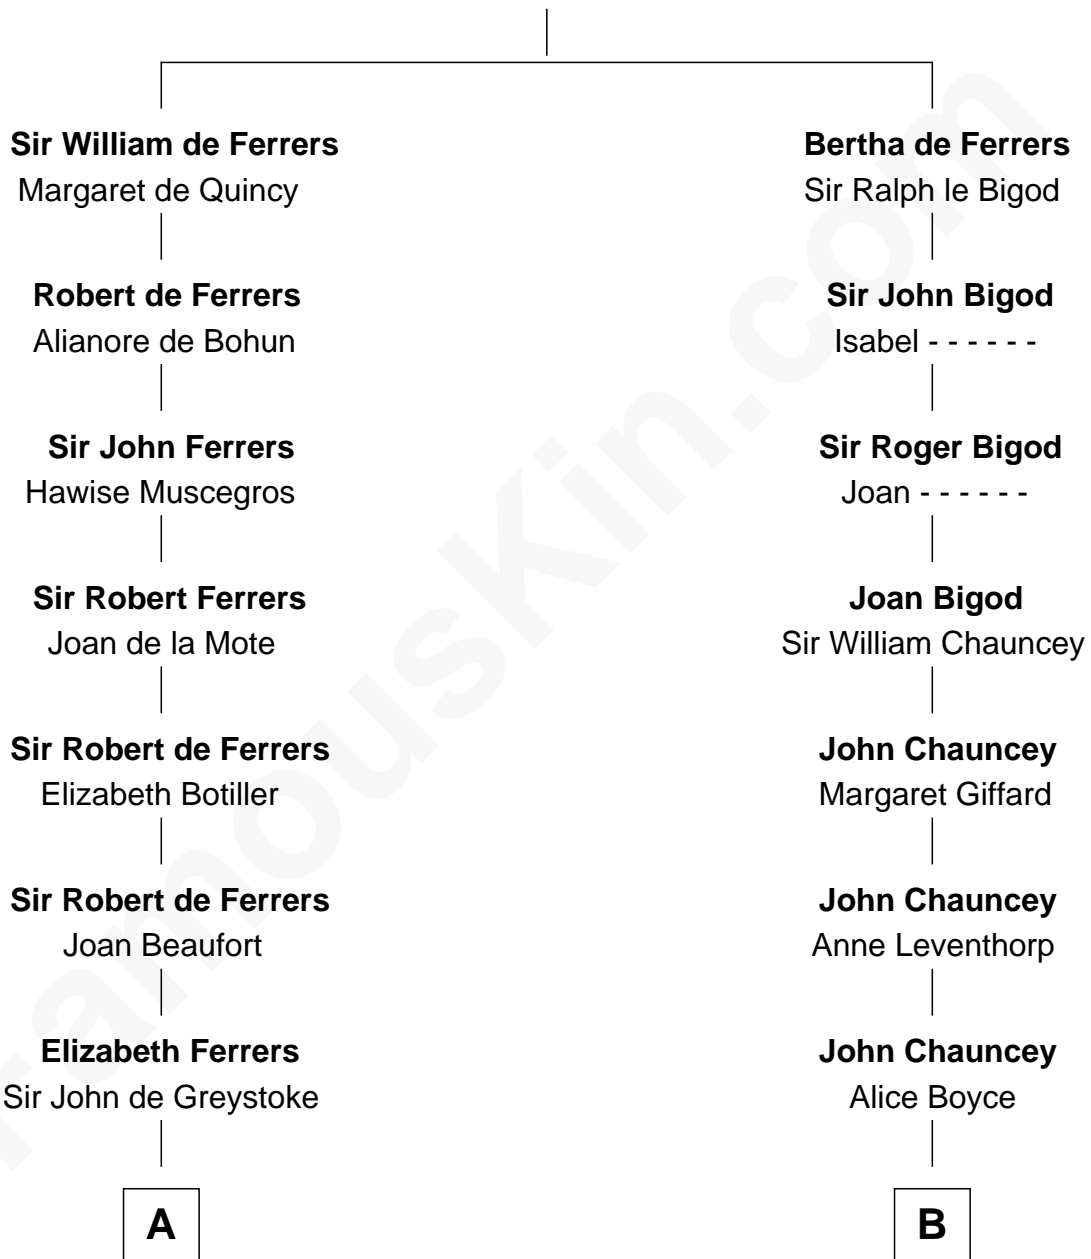 Sir William de Ferrers
Margaret de Quincy
Robert de Ferrers
Alianore de Bohun
Sir John Ferrers
Hawise Muscegros
Sir Robert Ferrers
Joan de la Mote
Sir Robert de Ferrers
Elizabeth Botiller
Sir Robert de Ferrers
Joan Beaufort
Elizabeth Ferrers
Sir John de Greystoke
A
Bertha de Ferrers
Sir Ralph le Bigod
Sir John Bigod
Isabel - - - - - -
Sir Roger Bigod
Joan - - - - - -
Joan Bigod
Sir William Chauncey
John Chauncey
Margaret Giffard
John Chauncey
Anne Leventhorp
John Chauncey
Alice Boyce
B
FamousKin.com